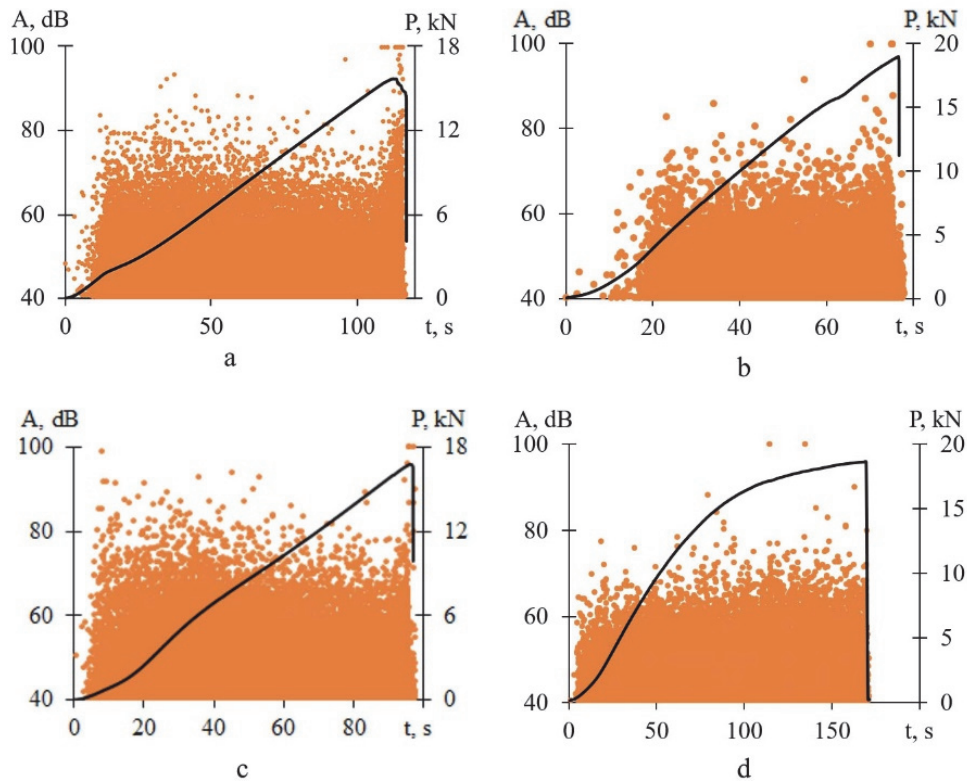 A, dB P, kN
100 18
80 12
60 6
40 0
0 50 100 t, s
a
A, dB P, kN
100 20
80 15
60 10
5
40 0
0 20 40 60 t, s
b
A, dB P, kN
100 18
80 12
60 6
40 0
0 20 40 60 80 t, s
c
A, dB P, kN
100 20
80 15
60 10
5
40 0
0 50 100 150 t, s
d